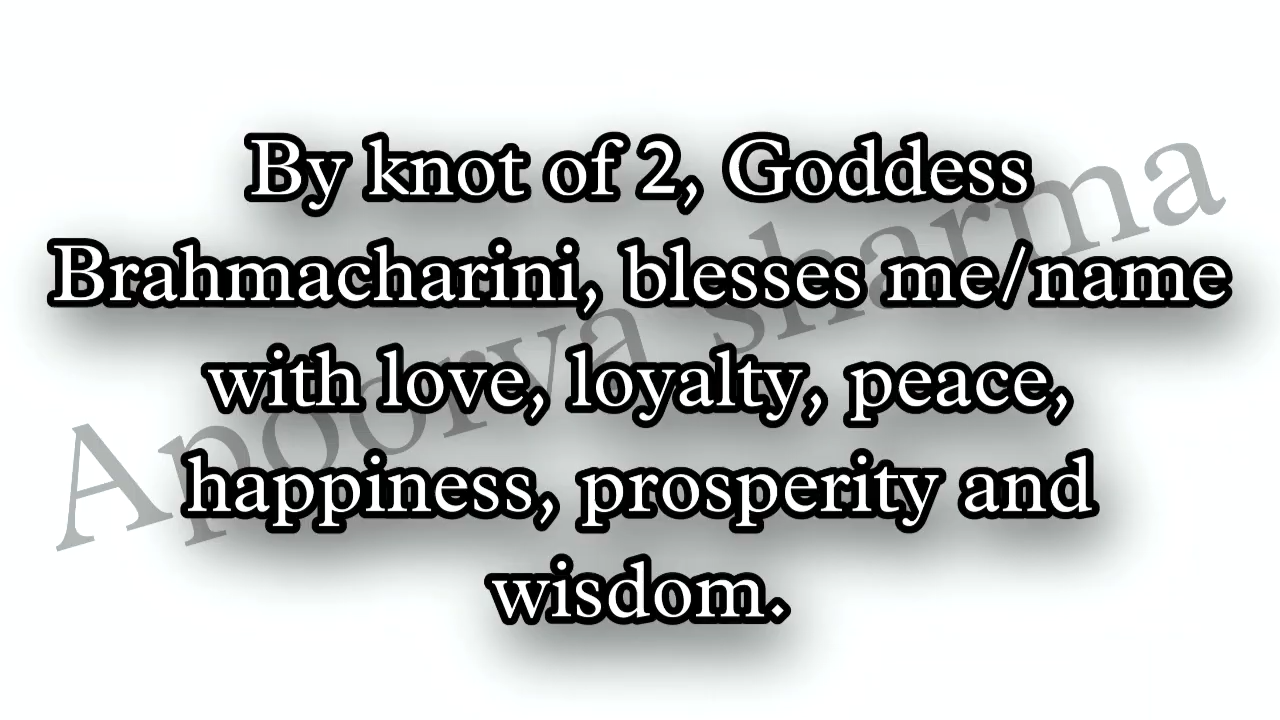 By knot of 2, Goddess
Brahmacharini, blesses me/name
with love, loyalty, peace,
happiness, prosperity and
wisdom.
Apoorva sharma